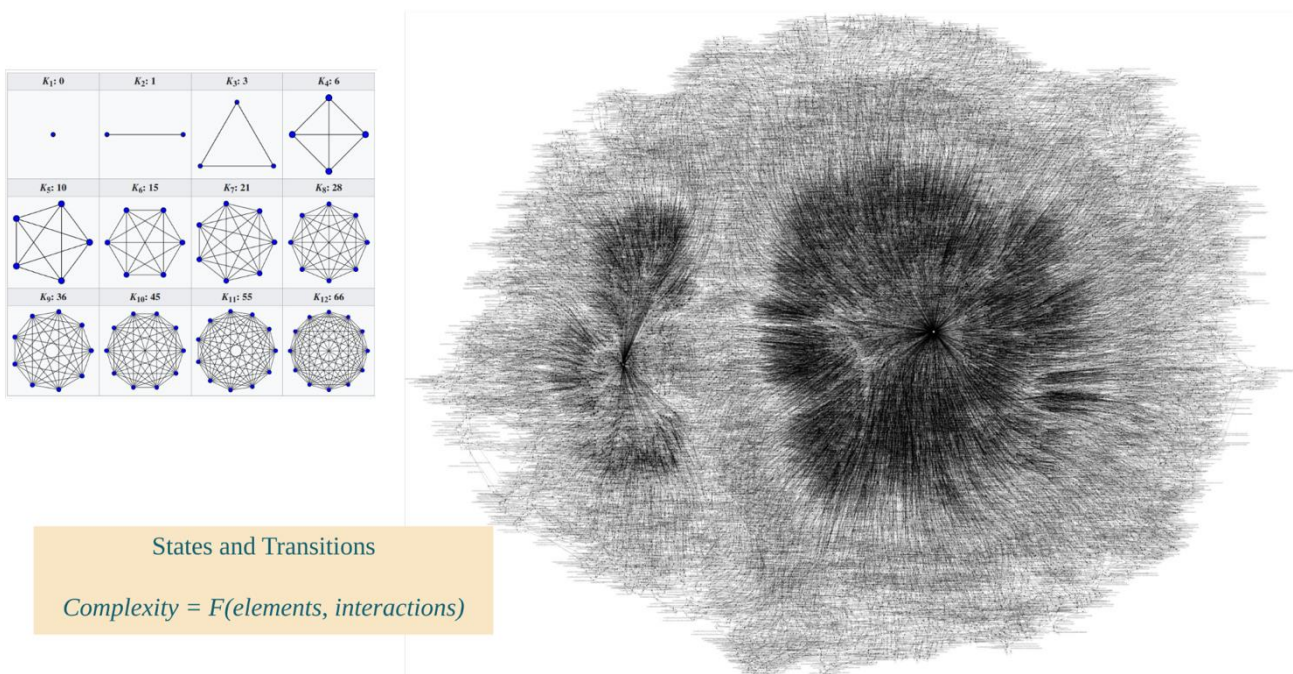 K1: 0 K2: 1 K3: 3 K4: 6
K5: 10 K6: 15 K7: 21 K8: 28
K9: 36 K10: 45 K11: 55 K12: 66
States and Transitions
Complexity = F(elements, interactions)